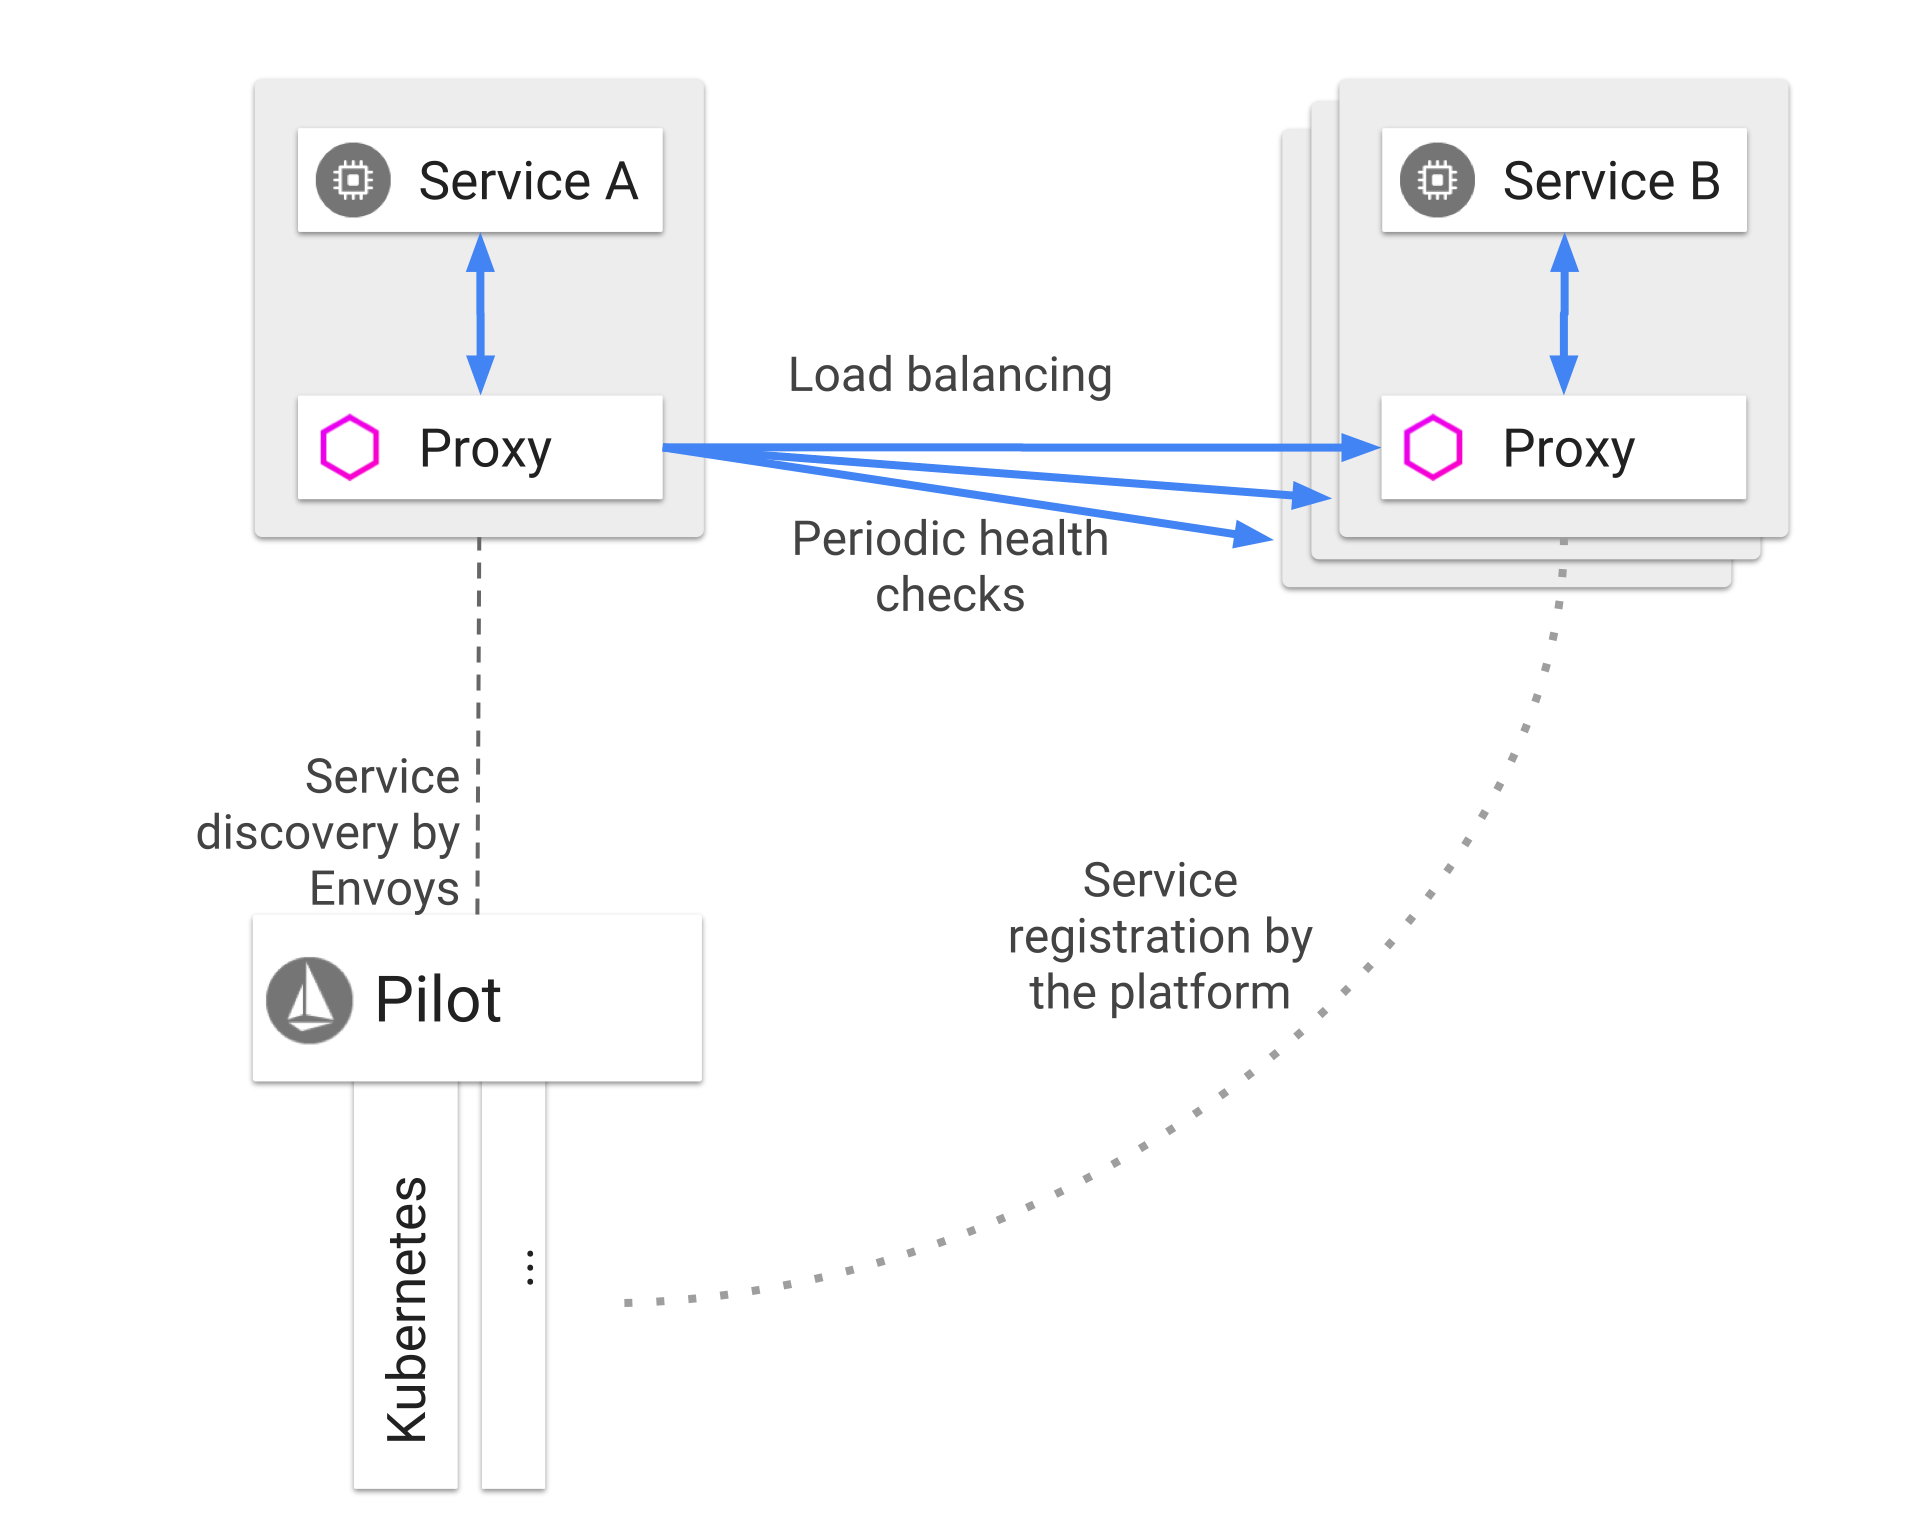 Service A
Service B
Load balancing
Proxy
Proxy
Periodic health
checks
Service
discovery by
Envoys
Service
registration by
the platform
Pilot
Kubernetes
...